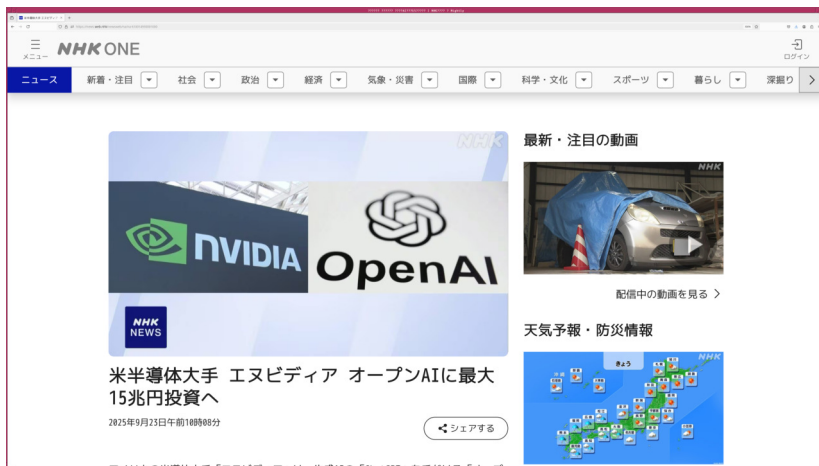 メニュー
NHK ONE
ログイン
ニュース 新着・注目 社会 政治 経済 気象・災害 国際 科学・文化 スポーツ 暮らし 深掘り
NHK
NVIDIA
OpenAI
NHK
NEWS
米半導体大手 エヌビディア オープンAIに最大
15兆円投資へ
2025年9月23日午前10時08分
シェアする
最新・注目の動画
NHK
配信中の動画を見る
天気予報・防災情報
きょう
NHK